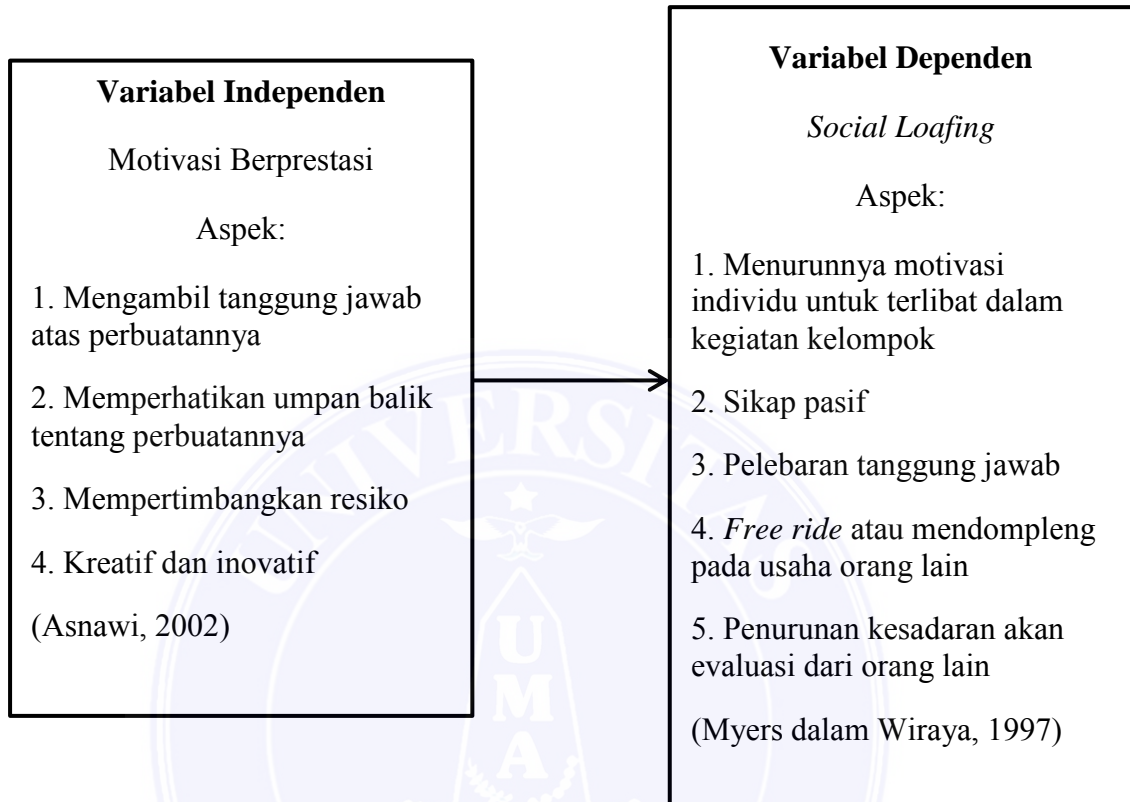 Variabel Independen
Motivasi Berprestasi
Aspek:
1. Mengambil tanggung jawab
atas perbuatannya
2. Memperhatikan umpan balik
tentang perbuatannya
3. Mempertimbangkan resiko
4. Kreatif dan inovatif
(Asnawi, 2002)
Variabel Dependen
Social Loafing
Aspek:
1. Menurunnya motivasi
individu untuk terlibat dalam
kegiatan kelompok
2. Sikap pasif
3. Pelebaran tanggung jawab
4. Free ride atau mendompleng
pada usaha orang lain
5. Penurunan kesadaran akan
evaluasi dari orang lain
(Myers dalam Wiraya, 1997)
UNIVERSITAS
U
M
A